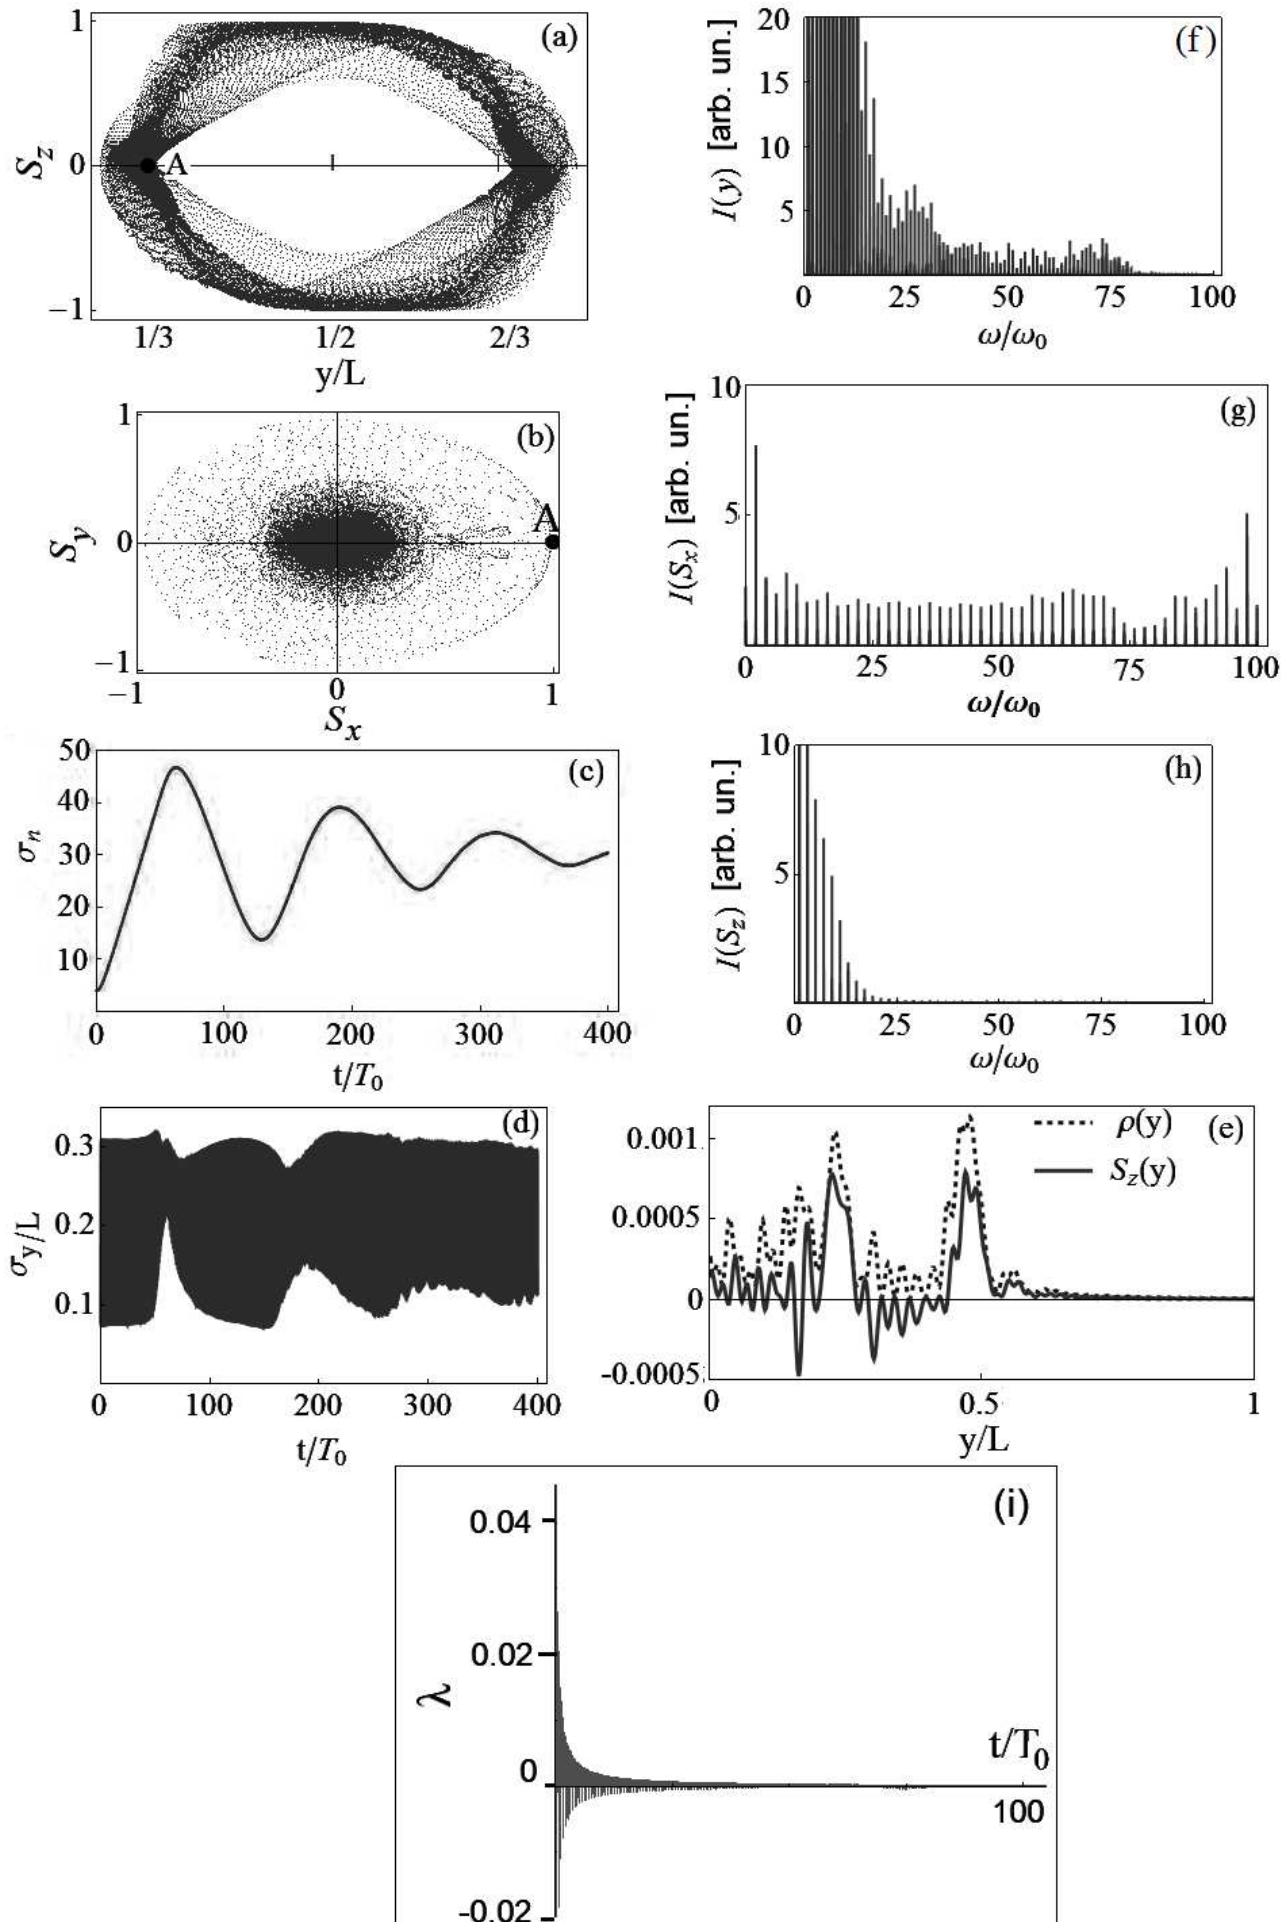 (a)
1
0
−1
S_z
A
1/3 1/2 2/3
y/L
(b)
1
0
−1
S_y
A
−1 0 1
S_x
(c)
50
40
30
20
10
σ_n
0 100 200 300 400
t/T_0
(d)
0.3
0.2
0.1
σ_y/L
0 100 200 300 400
t/T_0
(f)
20
15
10
5
I(y) [arb. un.]
0 25 50 75 100
ω/ω_0
(g)
10
5
I(S_x) [arb. un.]
0 25 50 75 100
ω/ω_0
(h)
10
5
I(S_z) [arb. un.]
0 25 50 75 100
ω/ω_0
(e)
ρ(y)
S_z(y)
0.001
0.0005
0
-0.0005
0 0.5 1
y/L
(i)
0.04
0.02
λ
0
-0.02
t/T_0
100